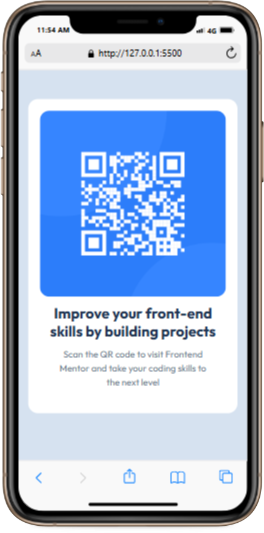 11:54 AM
4G
AA
http://127.0.0.1:5500
Improve your front-end
skills by building projects
Scan the QR code to visit Frontend
Mentor and take your coding skills to
the next level